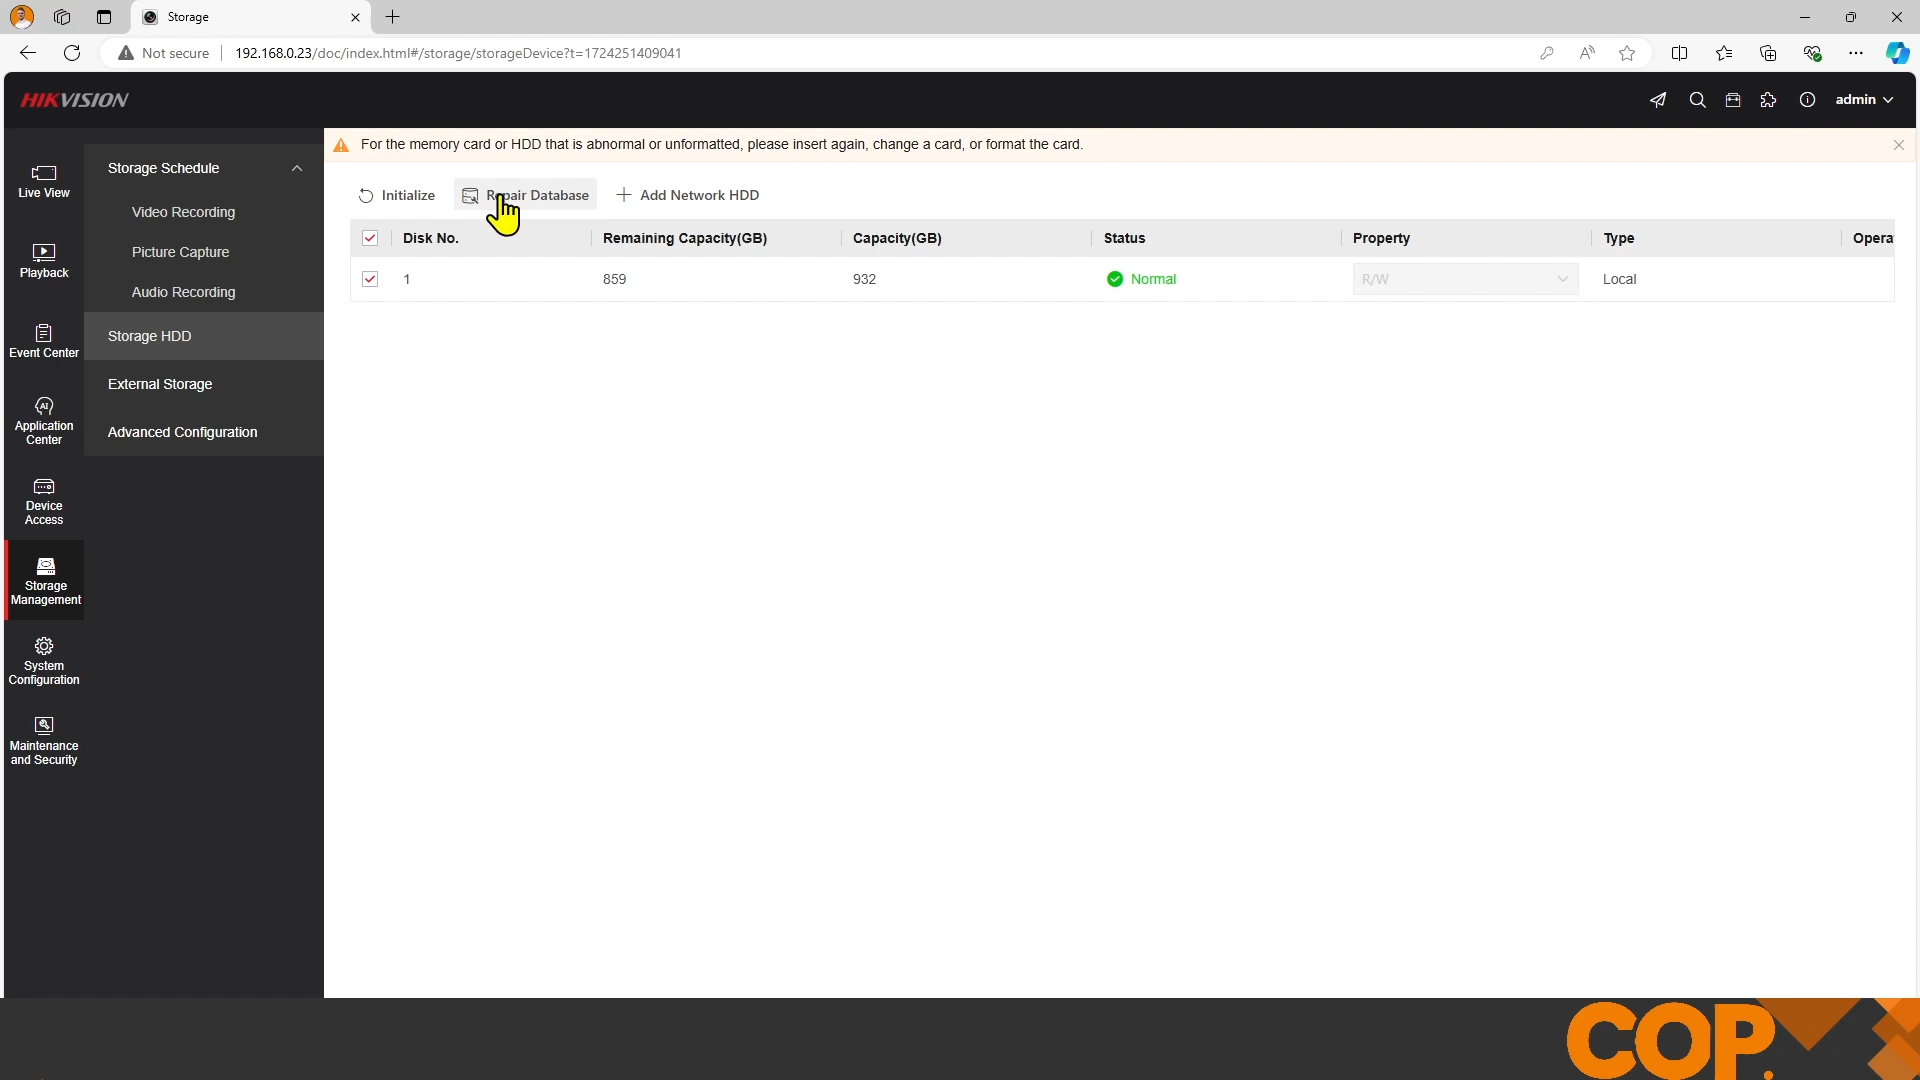 Storage
Not secure
192.168.0.23/doc/index.html#/storage/storageDevice?t=1724251409041
HIKVISION
admin
Live View
Playback
Event Center
AI
Application
Center
Device
Access
Storage
Management
System
Configuration
Maintenance
and Security
Storage Schedule
Video Recording
Picture Capture
Audio Recording
Storage HDD
External Storage
Advanced Configuration
For the memory card or HDD that is abnormal or unformatted, please insert again, change a card, or format the card.
Initialize Repair Database Add Network HDD
Disk No. Remaining Capacity(GB) Capacity(GB) Status Property Type Opera
1 859 932 Normal R/W Local
COP.